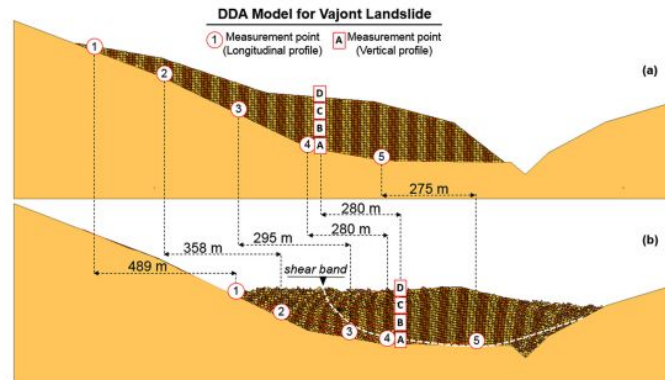 DDA Model for Vajont Landslide
1 Measurement point (Longitudinal profile)
A Measurement point (Vertical profile)
(a)
1
2
3
4
5
D
C
B
A
275 m
280 m
280 m
295 m
358 m
489 m
(b)
shear band
1
2
3
4
5
D
C
B
A